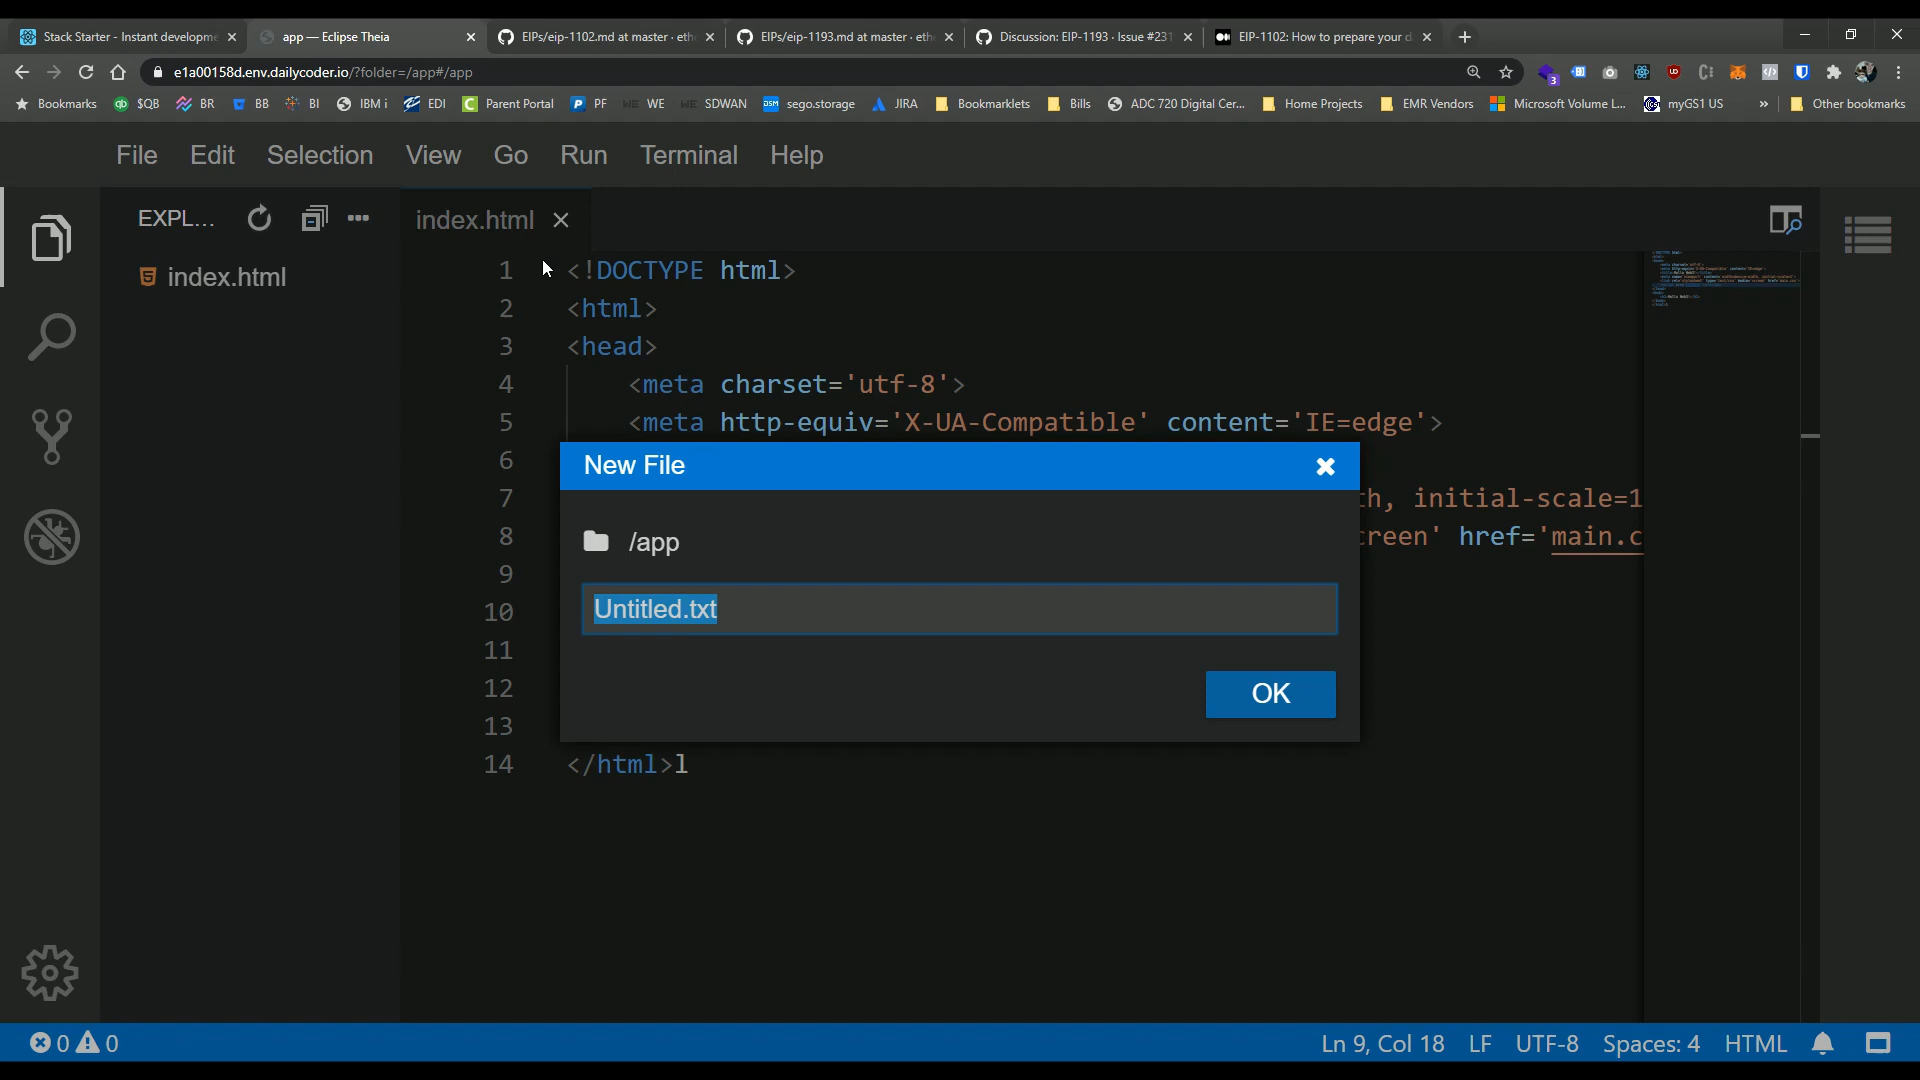 Stack Starter - Instant developme
app — Eclipse Theia
EIPs/eip-1102.md at master · eth
EIPs/eip-1193.md at master · eth
Discussion: EIP-1193 · Issue #231
EIP-1102: How to prepare your d
e1a00158d.env.dailycoder.io/?folder=/app#/app
3
Bookmarks
$QB
BR
BB
BI
IBM i
EDI
Parent Portal
PF
WE
SDWAN
sego.storage
JIRA
Bookmarklets
Bills
ADC 720 Digital Cer...
Home Projects
EMR Vendors
Microsoft Volume L...
myGS1 US
»
Other bookmarks
File Edit Selection View Go Run Terminal Help
EXPL...
index.html
index.html
1 <!DOCTYPE html>
2 <html>
3 <head>
4 <meta charset='utf-8'>
5 <meta http-equiv='X-UA-Compatible' content='IE=edge'>
6
7 th, initial-scale=1
8 creen' href='main.c
9
10
11
12
13
14 </html>l
New File
/app
Untitled.txt
OK
0 0
Ln 9, Col 18 LF UTF-8 Spaces: 4 HTML